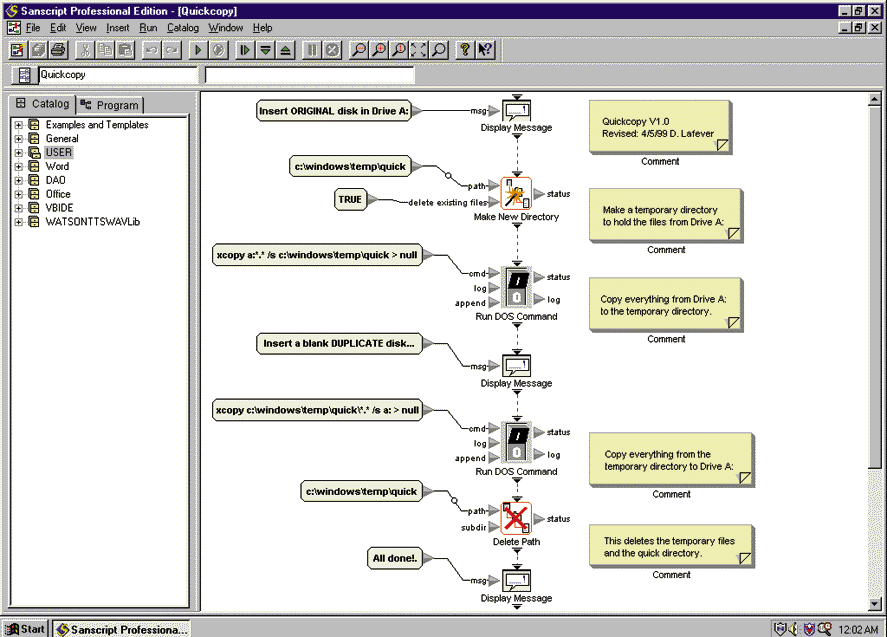 Sanscript Professional Edition - [Quickcopy]
File Edit View Insert Run Catalog Window Help
Quickcopy
Catalog
Program
Examples and Templates
General
USER
Word
DAO
Office
VBIDE
WATSONTTSWAVLib
Insert ORIGINAL disk in Drive A:
msg
Display Message
Quickcopy V1.0
Revised: 4/5/99 D. Lafever
Comment
c:\windows\temp\quick
path
status
TRUE
delete existing files
Make New Directory
Make a temporary directory
to hold the files from Drive A:
Comment
xcopy a:*.* /s c:\windows\temp\quick > null
cmd
status
log
log
append
Run DOS Command
Copy everything from Drive A:
to the temporary directory.
Comment
Insert a blank DUPLICATE disk...
msg
Display Message
xcopy c:\windows\temp\quick\*.* /s a: > null
cmd
status
log
log
append
Run DOS Command
Copy everything from the
temporary directory to Drive A:
Comment
c:\windows\temp\quick
path
status
subdir
Delete Path
This deletes the temporary files
and the quick directory.
Comment
All done!.
msg
Display Message
Start
Sanscript Professiona...
12:02 AM